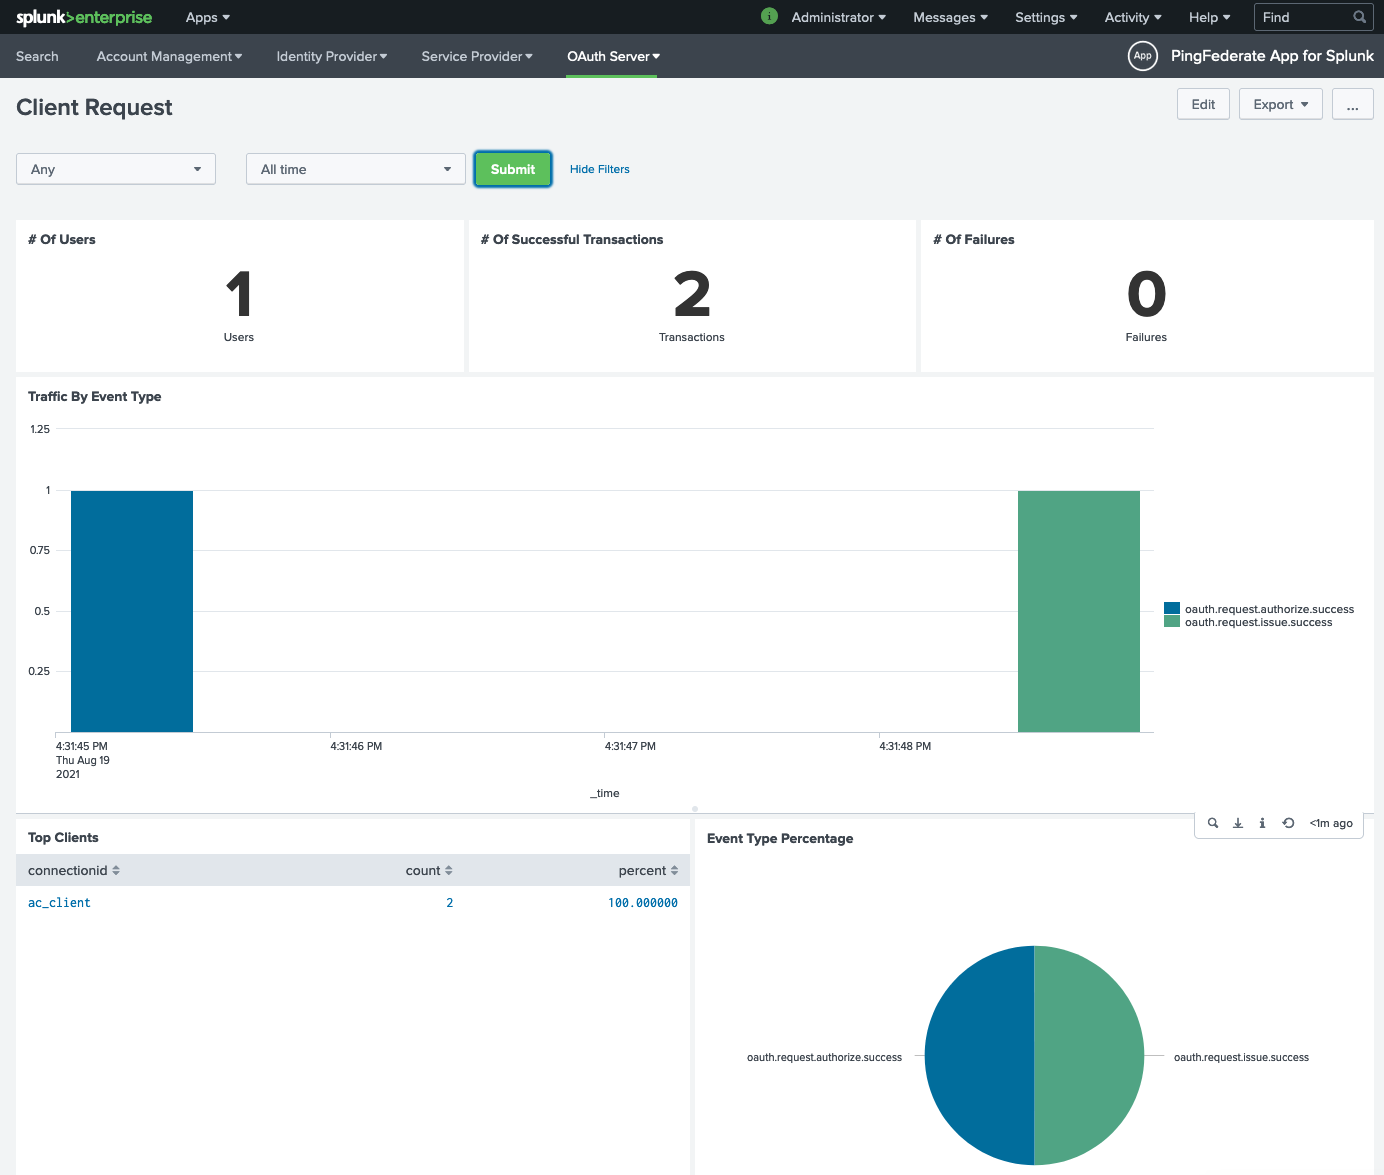 splunk>enterprise Apps i Administrator Messages Settings Activity Help Find
Search Account Management Identity Provider Service Provider OAuth Server App PingFederate App for Splunk
Client Request
Edit Export ...
Any All time Submit Hide Filters
# Of Users
1
Users
# Of Successful Transactions
2
Transactions
# Of Failures
0
Failures
Traffic By Event Type
1.25
1
0.75
0.5
0.25
4:31:45 PM
Thu Aug 19
2021
4:31:46 PM
4:31:47 PM
4:31:48 PM
_time
oauth.request.authorize.success
oauth.request.issue.success
i <1m ago
Top Clients
connectionid count percent
ac_client 2 100.000000
Event Type Percentage
oauth.request.authorize.success
oauth.request.issue.success